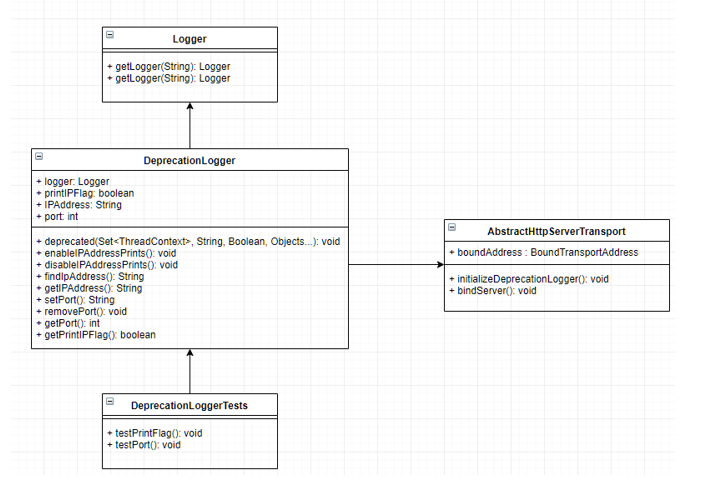 Logger
+ getLogger(String): Logger
+ getLogger(String): Logger
DeprecationLogger
+ logger: Logger
+ printIPFlag: boolean
+ IPAddress: String
+ port: int
+ deprecated(Set<ThreadContext>, String, Boolean, Objects...): void
+ enableIPAddressPrints(): void
+ disableIPAddressPrints(): void
+ findIpAddress(): String
+ getIPAddress(): String
+ setPort(): String
+ removePort(): void
+ getPort(): int
+ getPrintIPFlag(): boolean
AbstractHttpServerTransport
+ boundAddress : BoundTransportAddress
+ initializeDeprecationLogger(): void
+ bindServer(): void
DeprecationLoggerTests
+ testPrintFlag(): void
+ testPort(): void